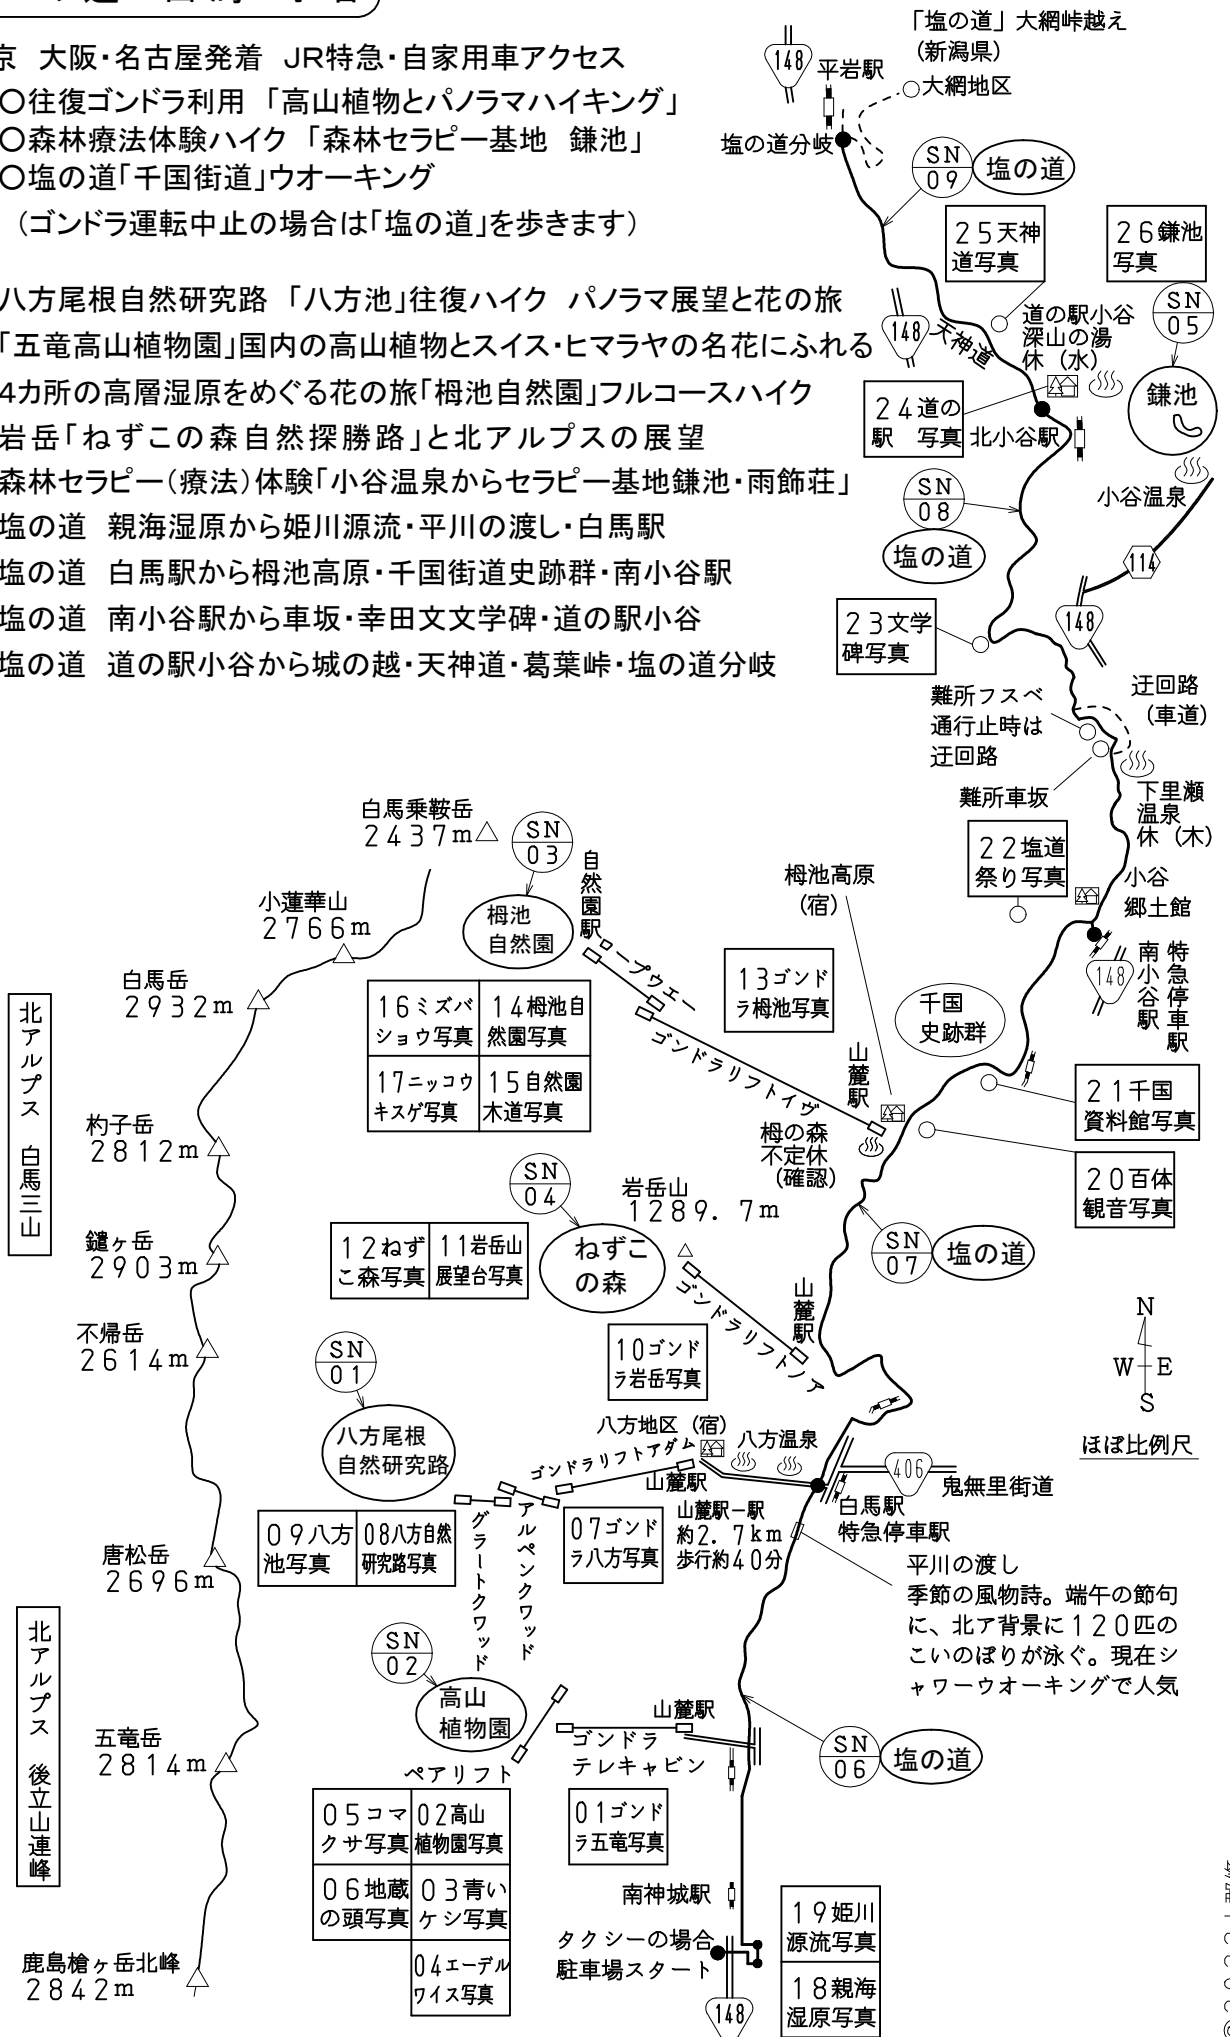 京 大阪・名古屋発着 JR特急・自家用車アクセス
〇往復ゴンドラ利用 「高山植物とパノラマハイキング」
〇森林療法体験ハイク 「森林セラピー基地 鎌池」
〇塩の道「千国街道」ウオーキング
(ゴンドラ運転中止の場合は「塩の道」を歩きます)
八方尾根自然研究路 「八方池」往復ハイク パノラマ展望と花の旅
「五竜高山植物園」国内の高山植物とスイス・ヒマラヤの名花にふれる
4カ所の高層湿原をめぐる花の旅「栂池自然園」フルコースハイク
岩岳「ねずこの森自然探勝路」と北アルプスの展望
森林セラピー(療法)体験「小谷温泉からセラピー基地鎌池・雨飾荘」
塩の道 親海湿原から姫川源流・平川の渡し・白馬駅
塩の道 白馬駅から栂池高原・千国街道史跡群・南小谷駅
塩の道 南小谷駅から車坂・幸田文文学碑・道の駅小谷
塩の道 道の駅小谷から城の越・天神道・葛葉峠・塩の道分岐
「塩の道」大網峠越え
(新潟県)
148
平岩駅
大網地区
塩の道分岐
SN
09
塩の道
25天神
道写真
26鎌池
写真
SN
05
148
天神道
道の駅小谷
深山の湯
休(水)
鎌池
24道の
駅 写真
北小谷駅
小谷温泉
SN
08
塩の道
114
148
23文学
碑写真
難所フスベ
通行止時は
迂回路
迂回路
(車道)
難所車坂
下里瀬
温泉
休(木)
22塩道
祭り写真
小谷
郷土館
148
南小谷駅
特急停車駅
白馬乗鞍岳
2437m
SN
03
自然園駅
栂池
自然園
栂池高原
(宿)
小蓮華山
2766m
ロープウエー
13ゴンド
ラ栂池写真
千国
史跡群
白馬岳
2932m
16ミズバ
ショウ写真
14栂池自
然園写真
17ニッコウ
キスゲ写真
15自然園
木道写真
ゴンドラリフトイヴ
山麓駅
栂の森
不定休
(確認)
21千国
資料館写真
20百体
観音写真
北アルプス 白馬三山
杓子岳
2812m
SN
04
岩岳山
1289.7m
鑓ヶ岳
2903m
12ねず
こ森写真
11岩岳山
展望台写真
ねずこ
の森
SN
07
塩の道
ゴンドラリフトノア
山麓駅
不帰岳
2614m
10ゴンド
ラ岩岳写真
N
W E
S
ほぼ比例尺
SN
01
八方尾根
自然研究路
八方地区(宿)
八方温泉
ゴンドラリフトアダム
山麓駅
406
鬼無里街道
白馬駅
特急停車駅
09八方
池写真
08八方自然
研究路写真
グラートクワッド
アルペンクワッド
07ゴンド
ラ八方写真
山麓駅−駅
約2.7km
歩行約40分
唐松岳
2696m
平川の渡し
季節の風物詩。端午の節句
に、北ア背景に120匹の
こいのぼりが泳ぐ。現在シ
ャワーウオーキングで人気
北アルプス 後立山連峰
SN
02
高山
植物園
山麓駅
ゴンドラ
テレキャビン
ペアリフト
SN
06
塩の道
五竜岳
2814m
05コマ
クサ写真
02高山
植物園写真
01ゴンド
ラ五竜写真
06地蔵
の頭写真
03青い
ケシ写真
04エーデル
ワイス写真
南神城駅
タクシーの場合
駐車場スタート
148
19姫川
源流写真
18親海
湿原写真
鹿島槍ヶ岳北峰
2842m